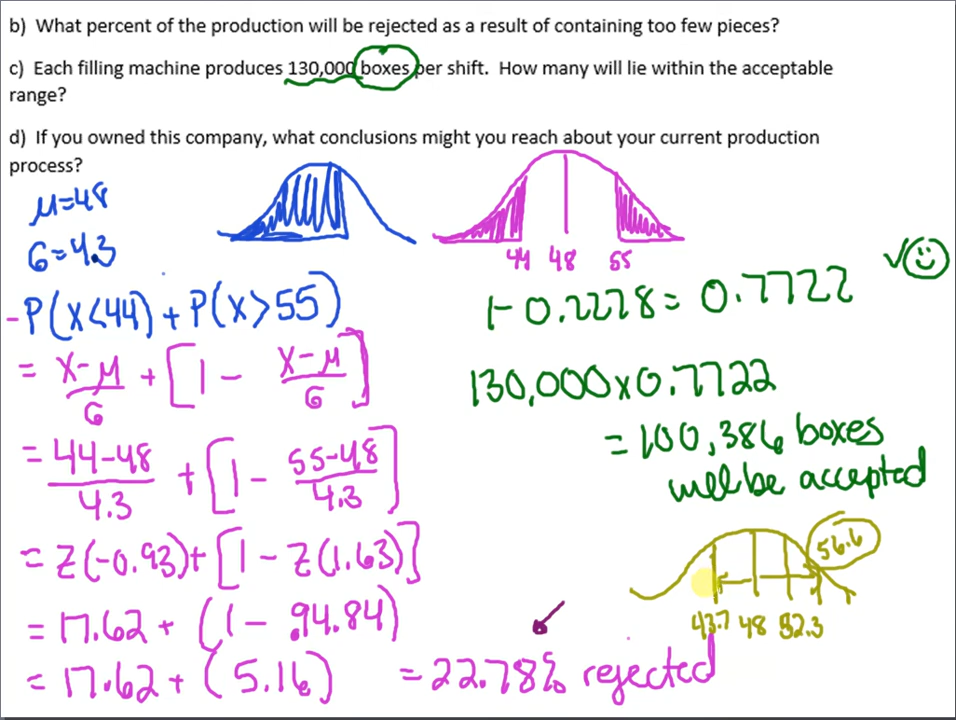 b) What percent of the production will be rejected as a result of containing too few pieces?
c) Each filling machine produces 130,000 boxes per shift. How many will lie within the acceptable
range?
d) If you owned this company, what conclusions might you reach about your current production
process?
μ=48
σ=4.3
44 48 55
-P(x<44) + P(x>55)
= x-μ/σ + [1 - x-μ/σ]
= 44-48/4.3 + [1 - 55-48/4.3]
= Z(-0.93) + [1 - Z(1.63)]
= 17.62 + (1 - .94.84)
= 17.62 + (5.16) = 22.78% rejected
1-0.2278 = 0.7722
130,000 x 0.7722
= 100,386 boxes
will be accepted
56.6
43.7 48 52.3